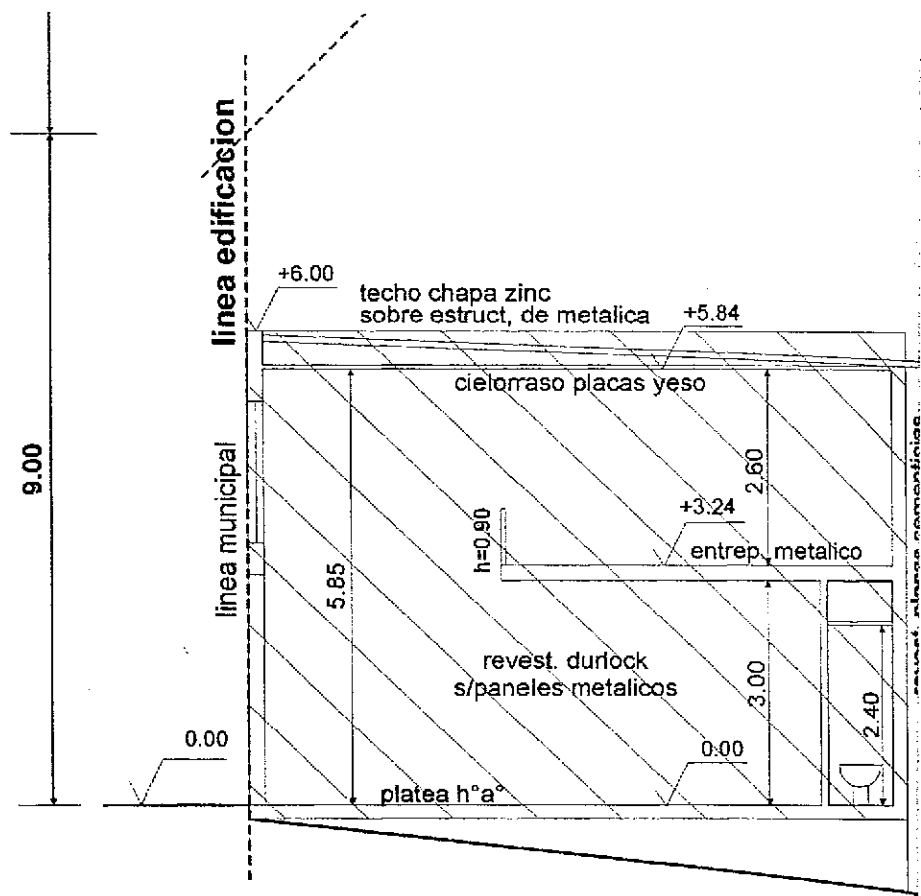 linea edificacion
+6.00
techo chapa zinc
sobre estruct, de metalica
+5.84
cielorraso placas yeso
9.00
linea municipal
2.60
+3.24
h=0.90
entrep. metalico
5.85
revest. durlock
s/paneles metalicos
3.00
2.40
0.00
0.00
platea h°a°